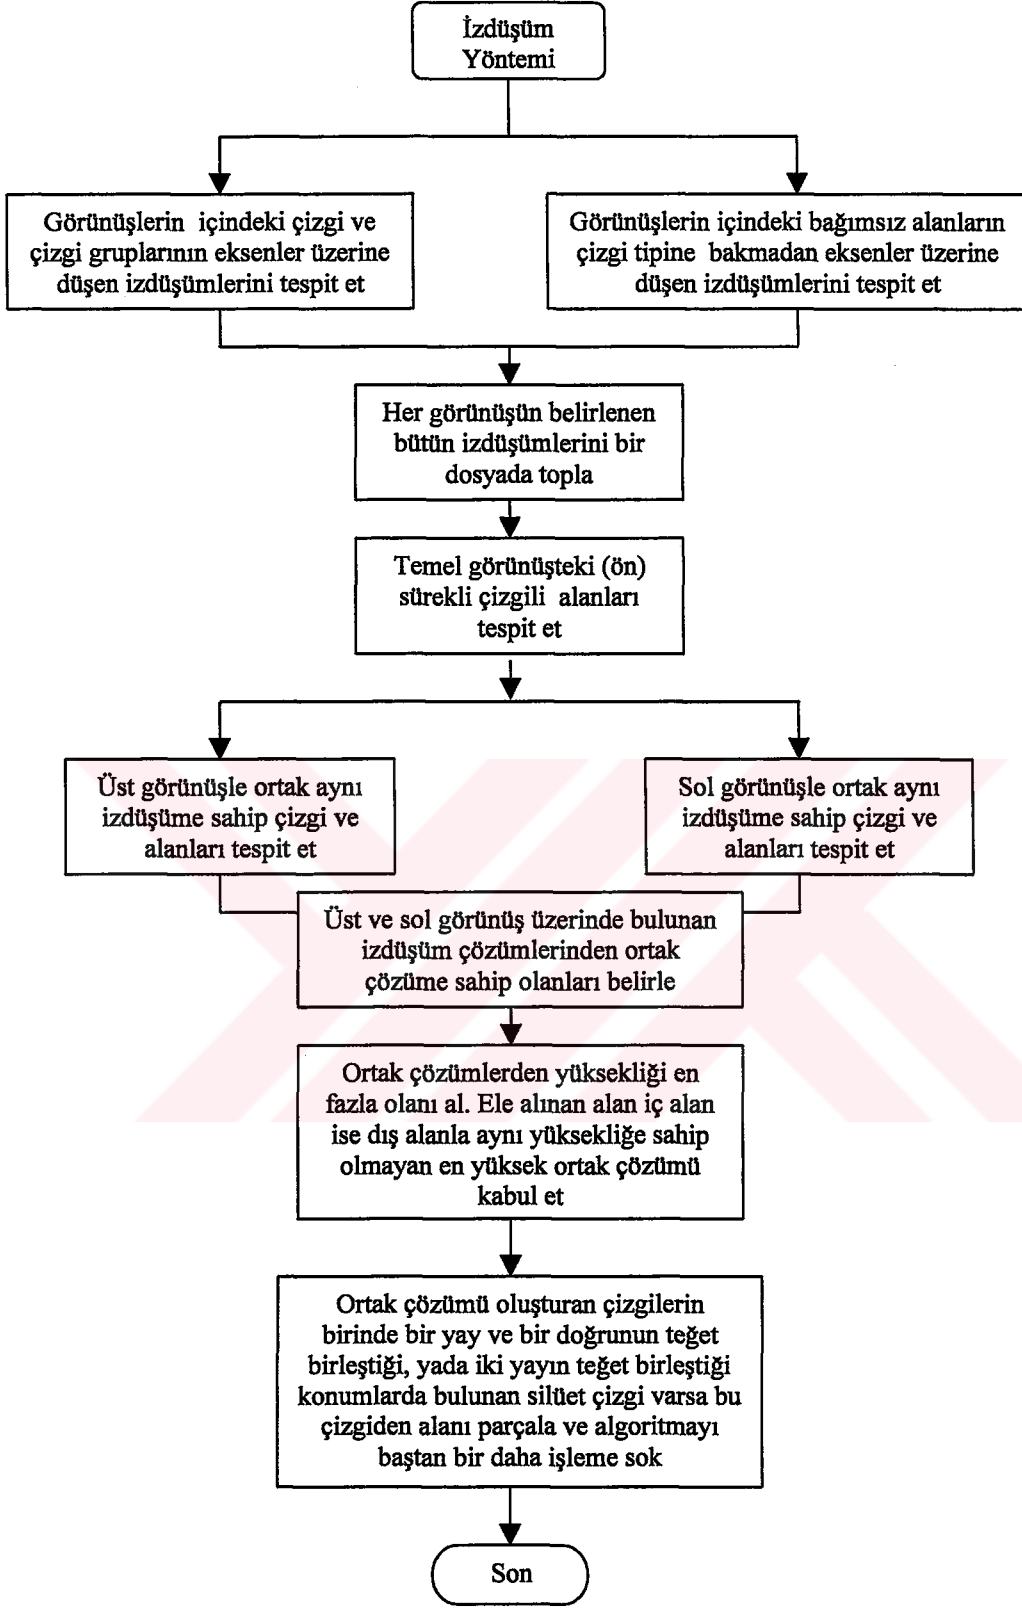 İzdüşüm
Yöntemi
Görünüşlerin içindeki çizgi ve
çizgi gruplarının eksenler üzerine
düşen izdüşümlerini tespit et
Görünüşlerin içindeki bağımsız alanların
çizgi tipine bakmadan eksenler üzerine
düşen izdüşümlerini tespit et
Her görünüşün belirlenen
bütün izdüşümlerini bir
dosyada topla
Temel görünüşteki (ön)
sürekli çizgili alanları
tespit et
Üst görünüşle ortak aynı
izdüşüme sahip çizgi ve
alanları tespit et
Sol görünüşle ortak aynı
izdüşüme sahip çizgi ve
alanları tespit et
Üst ve sol görünüş üzerinde bulunan
izdüşüm çözümlerinden ortak
çözüme sahip olanları belirle
Ortak çözümlerden yüksekliği en
fazla olanı al. Ele alınan alan iç alan
ise dış alanla aynı yüksekliğe sahip
olmayan en yüksek ortak çözümü
kabul et
Ortak çözümü oluşturan çizgilerin
birinde bir yay ve bir doğrunun teğet
birleştiği, yada iki yayın teğet birleştiği
konumlarda bulunan silüet çizgi varsa bu
çizgiden alanı parçala ve algoritmayı
baştan bir daha işleme sok
Son